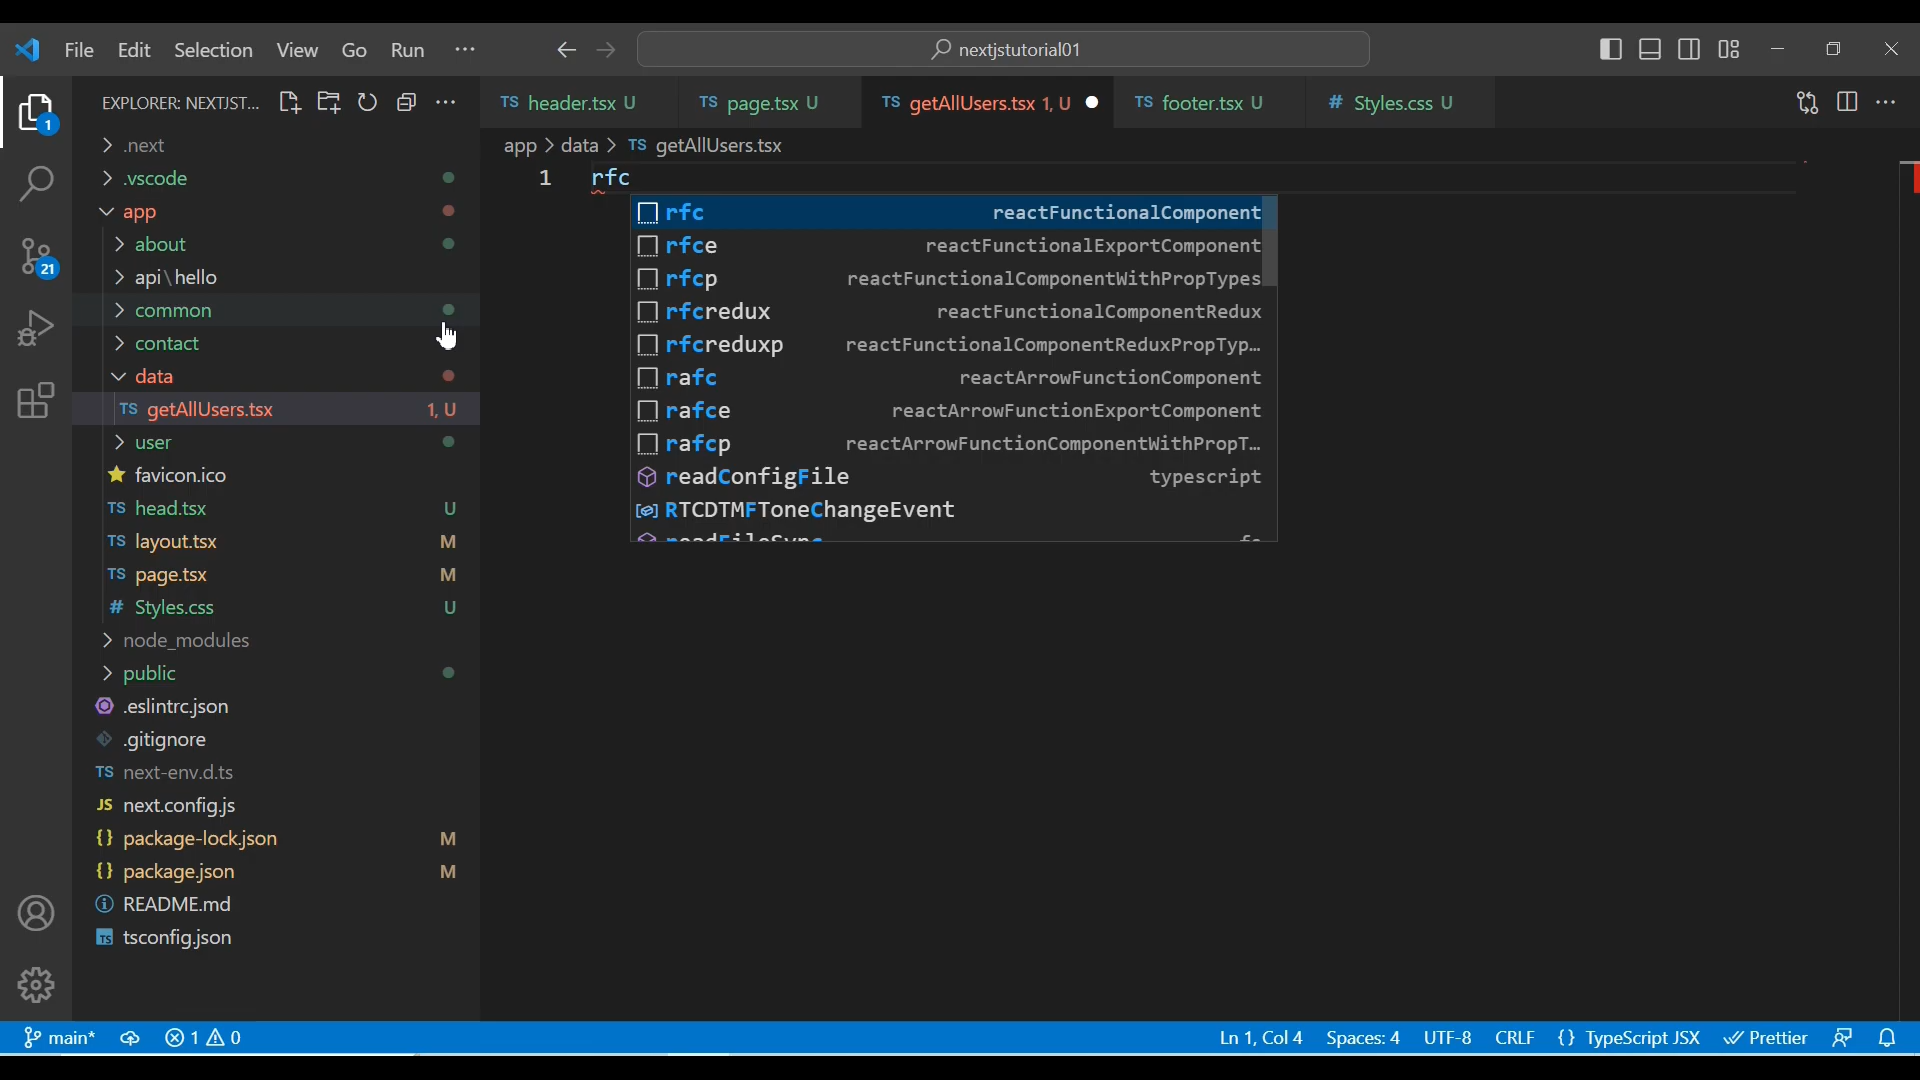 File Edit Selection View Go Run ···
nextjstutorial01
EXPLORER: NEXTJST...
header.tsx U
TS page.tsx U
TS getAllUsers.tsx 1, U
TS footer.tsx U
# Styles.css U
app > data > TS getAllUsers.tsx
1 rfc
rfc reactFunctionalComponent
rfce reactFunctionalExportComponent
rfcp reactFunctionalComponentWithPropTypes
rfcredux reactFunctionalComponentRedux
rfcreduxp reactFunctionalComponentReduxPropTyp…
rafc reactArrowFunctionComponent
rafce reactArrowFunctionExportComponent
rafcp reactArrowFunctionComponentWithPropT…
readConfigFile typescript
RTCDTMFToneChangeEvent
1
21
.next
.vscode
app
about
api\hello
common
contact
data
TS getAllUsers.tsx 1, U
user
favicon.ico
TS head.tsx U
TS layout.tsx M
TS page.tsx M
# Styles.css U
node_modules
public
.eslintrc.json
.gitignore
TS next-env.d.ts
JS next.config.js
{} package-lock.json M
{} package.json M
README.md
TS tsconfig.json
main* 1 0
Ln 1, Col 4 Spaces: 4 UTF-8 CRLF {} TypeScript JSX Prettier